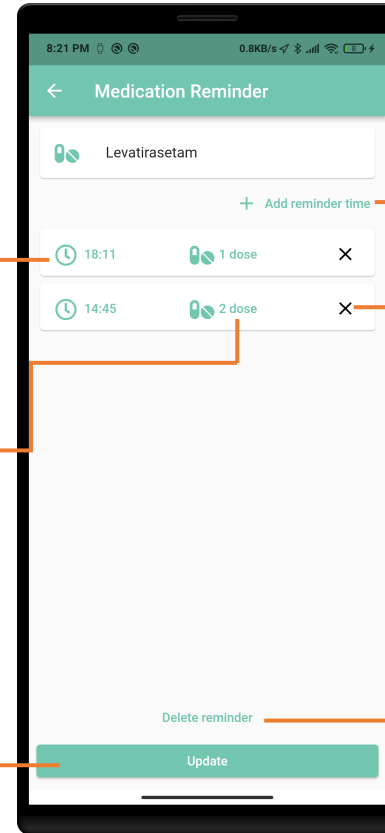 8:21 PM 0.8KB/s 8
Medication Reminder
Levatirasetam
Add reminder time
18:11 1 dose
14:45 2 dose
Delete reminder
Update